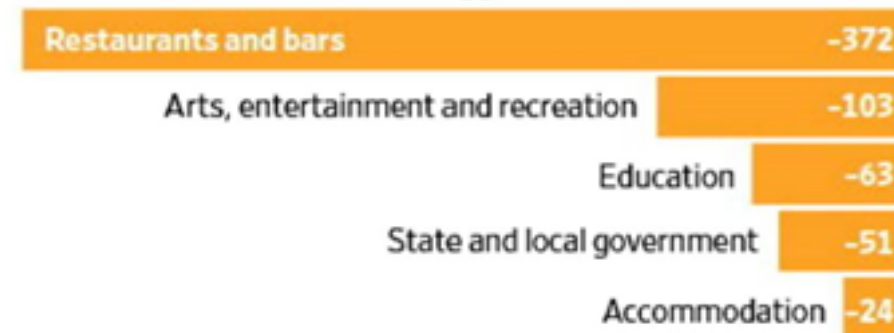 Restaurants and bars -372
Arts, entertainment and recreation -103
Education -63
State and local government -51
Accommodation -24